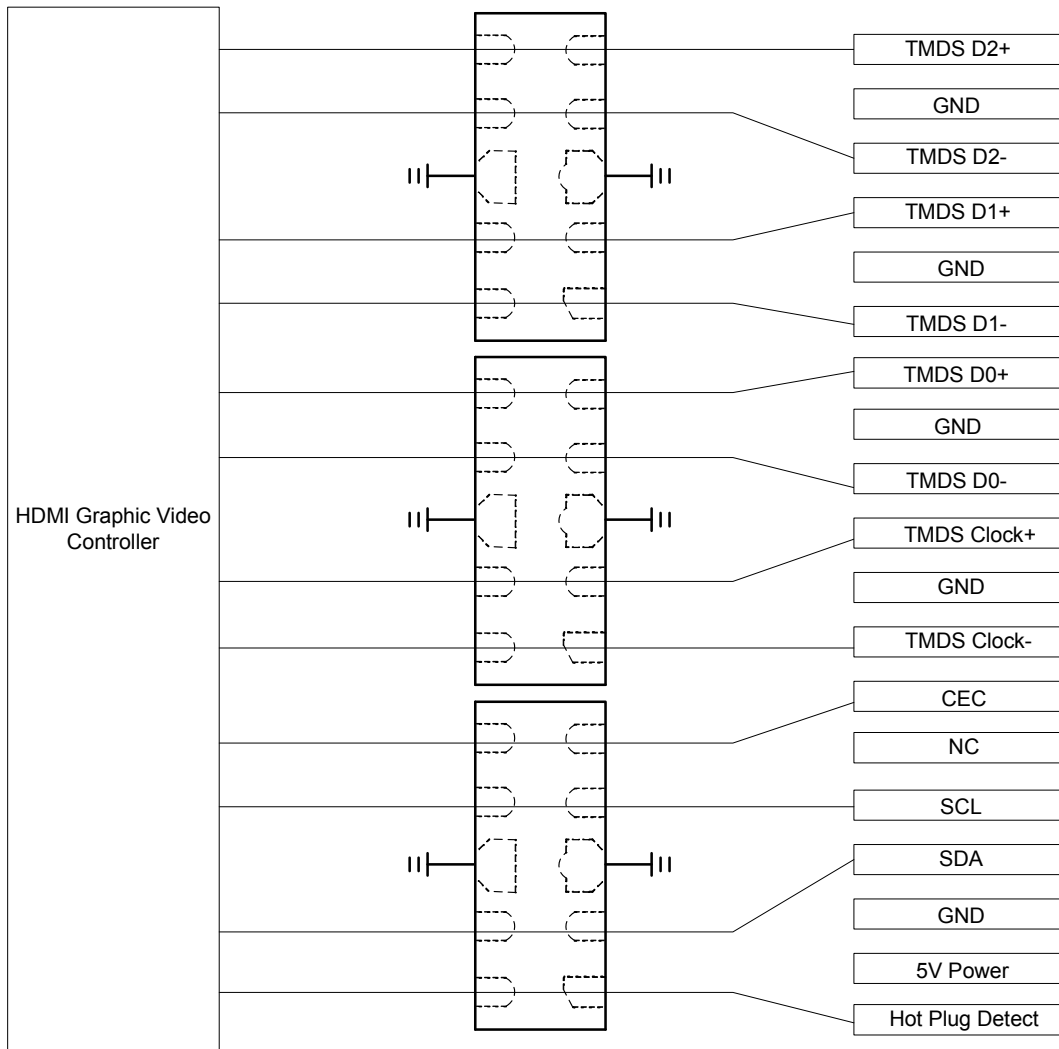 HDMI Graphic Video
Controller
TMDS D2+
GND
TMDS D2-
TMDS D1+
GND
TMDS D1-
TMDS D0+
GND
TMDS D0-
TMDS Clock+
GND
TMDS Clock-
CEC
NC
SCL
SDA
GND
5V Power
Hot Plug Detect